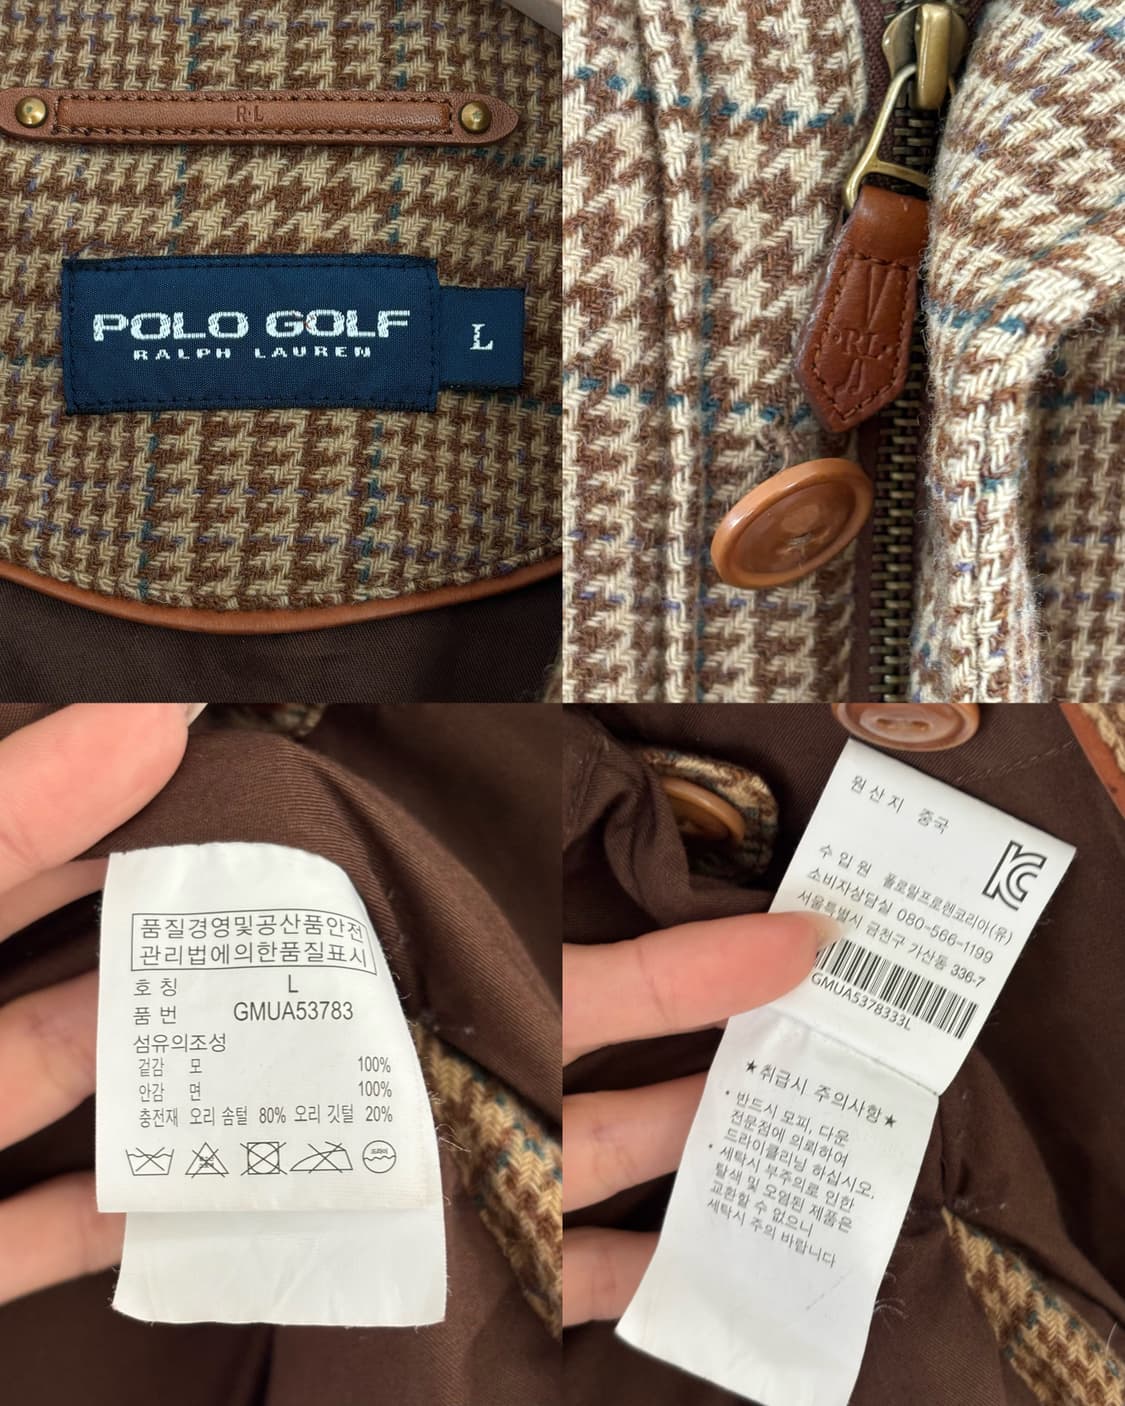 R·L
POLO GOLF
RALPH LAUREN
L
·RL·
품질경영및공산품안전
관리법에의한품질표시
호 칭 L
품 번 GMUA53783
섬유의조성
겉감 모 100%
안감 면 100%
충전재 오리 솜털 80% 오리 깃털 20%
드라이
원산지 중국
수입원 폴로랄프로렌코리아(유)
소비자상담실 080-566-1199
서울특별시 금천구 가산동 336-7
GMUA5378333L
★취급시 주의사항★
· 반드시 모피, 다운
전문점에 의뢰하여
드라이클리닝 하십시오.
· 세탁시 부주의로 인한
탈색 및 오염된 제품은
교환할 수 없으니
세탁시 주의 바랍니다